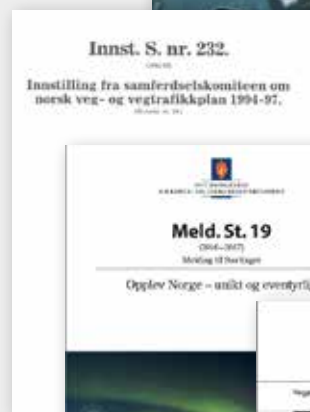 Innst. S. nr. 232.
Innstilling fra samferdselskomiteen om
norsk veg- og vegtrafikkplan 1994-97.
Meld. St. 19
(2016–2017)
Melding til Stortinget
Opplev Norge – unikt og eventyrlig